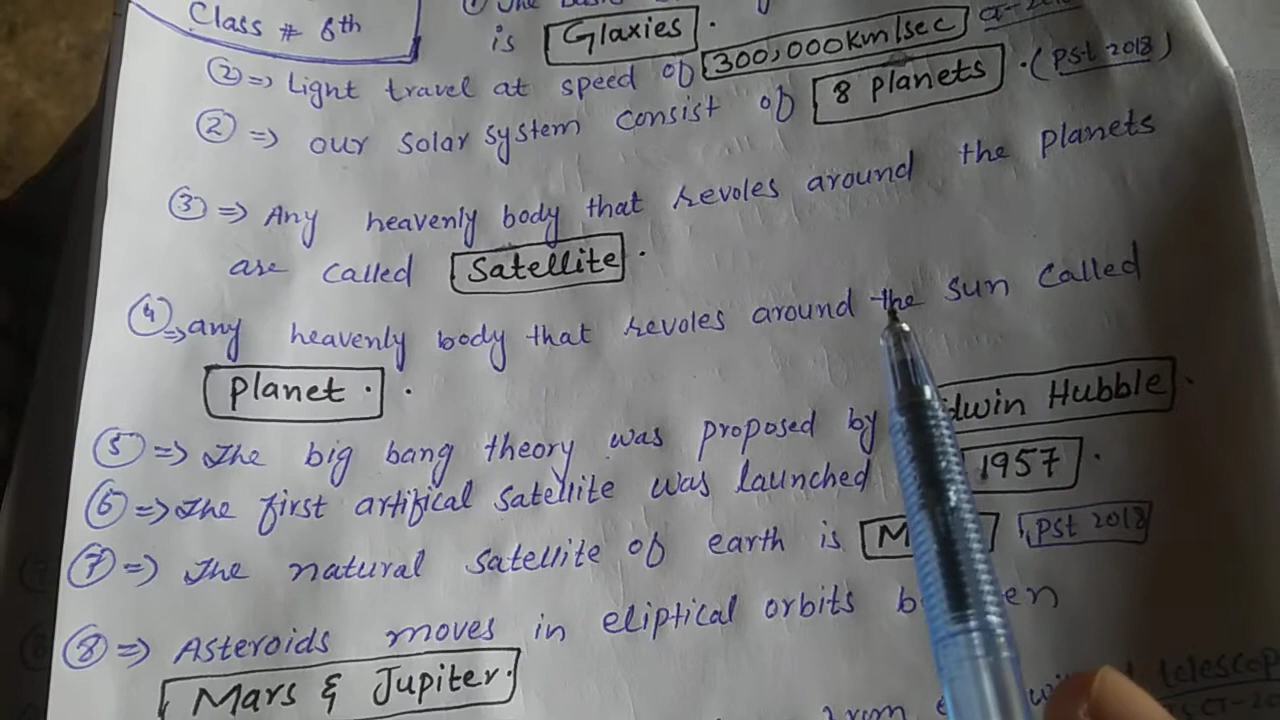 Class # 6th
is Glaxies.
② => Light travel at speed of 300,000km/sec
② => our solar system consist of 8 planets. (Pst 2018)
③ => Any heavenly body that revoles around the planets
are called Satellite.
④ => any heavenly body that revoles around the sun called
Planet. .
⑤ => The big bang theory was proposed by Hubble.
⑥ => The first artifical satellite was launched 1957.
⑦ => The natural satellite of earth is Pst 2018
⑧ => Asteroids moves in eliptical orbits
Mars & Jupiter.
from